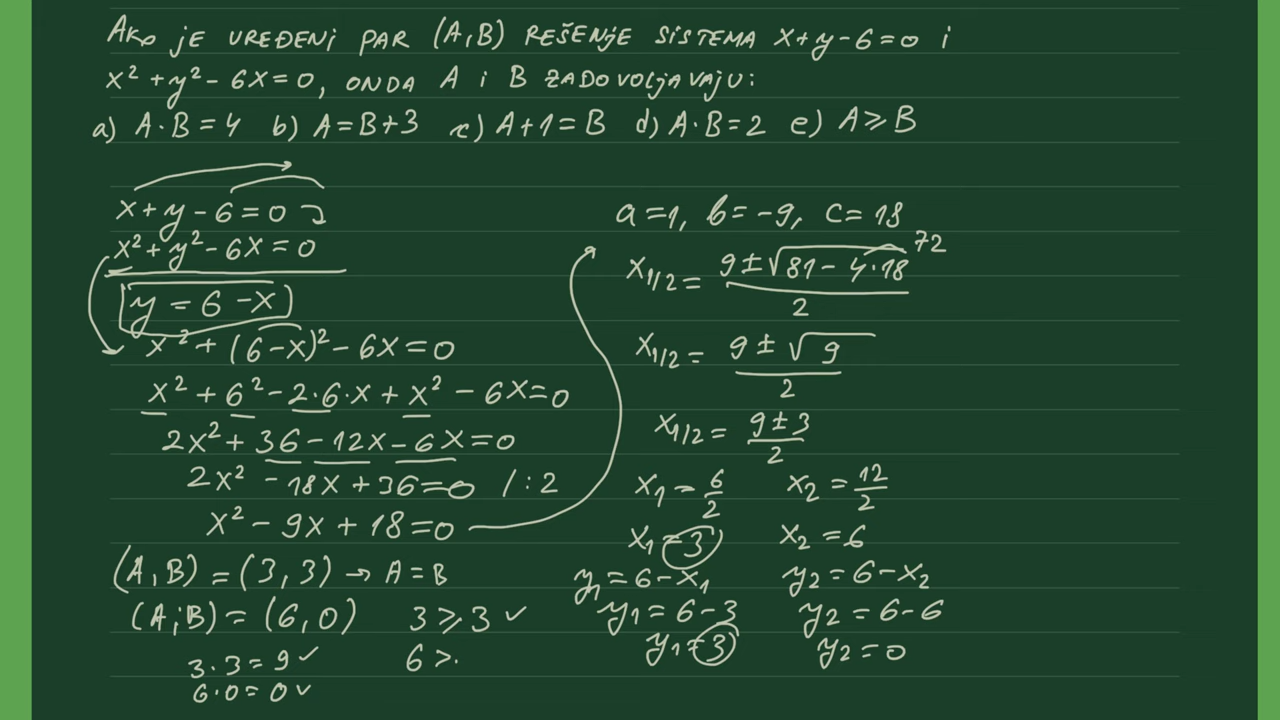 AKO JE UREĐENI PAR (A,B) REŠENJE SISTEMA x+y-6=0 i
x²+y²-6x=0, ONDA A i B ZADOVOLJAVAJU:
a) A·B=4 b) A=B+3 c) A+1=B d) A·B=2 e) A≥B
x+y-6=0
x²+y²-6x=0
y=6-x
x²+(6-x)²-6x=0
x²+6²-2·6·x+x²-6x=0
2x²+36-12x-6x=0
2x²-18x+36=0 /:2
x²-9x+18=0
(A,B)=(3,3)→A=B
(A,B)=(6,0) 3≥3 ✓
3·3=9 ✓ 6>.
6·0=0 ✓
a=1, b=-9, c=18
x1/2=(9±√(81-4·18))/2 72
x1/2=(9±√9)/2
x1/2=(9±3)/2
x₁=6/2 x₂=12/2
x₁=3 x₂=6
y₁=6-x₁ y₂=6-x₂
y₁=6-3 y₂=6-6
y₁=3 y₂=0